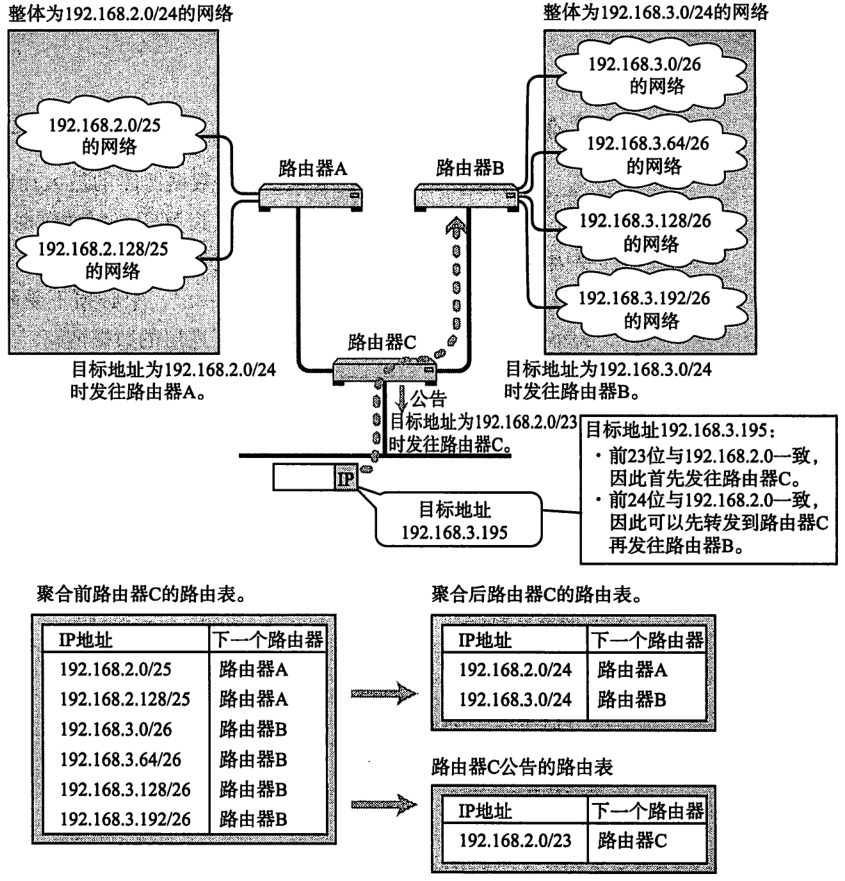 整体为192.168.2.0/24的网络
整体为192.168.3.0/24的网络
192.168.2.0/25
的网络
192.168.2.128/25
的网络
路由器A
路由器B
192.168.3.0/26
的网络
192.168.3.64/26
的网络
192.168.3.128/26
的网络
192.168.3.192/26
的网络
路由器C
目标地址为192.168.2.0/24
时发往路由器A。
目标地址为192.168.3.0/24
时发往路由器B。
公告
目标地址为192.168.2.0/23
时发往路由器C。
IP
目标地址
192.168.3.195
目标地址192.168.3.195：
·前23位与192.168.2.0一致，
因此首先发往路由器C。
·前24位与192.168.2.0一致，
因此可以先转发到路由器C
再发往路由器B。
聚合前路由器C的路由表。
IP地址 下一个路由器
192.168.2.0/25 路由器A
192.168.2.128/25 路由器A
192.168.3.0/26 路由器B
192.168.3.64/26 路由器B
192.168.3.128/26 路由器B
192.168.3.192/26 路由器B
聚合后路由器C的路由表。
IP地址 下一个路由器
192.168.2.0/24 路由器A
192.168.3.0/24 路由器B
路由器C公告的路由表
IP地址 下一个路由器
192.168.2.0/23 路由器C